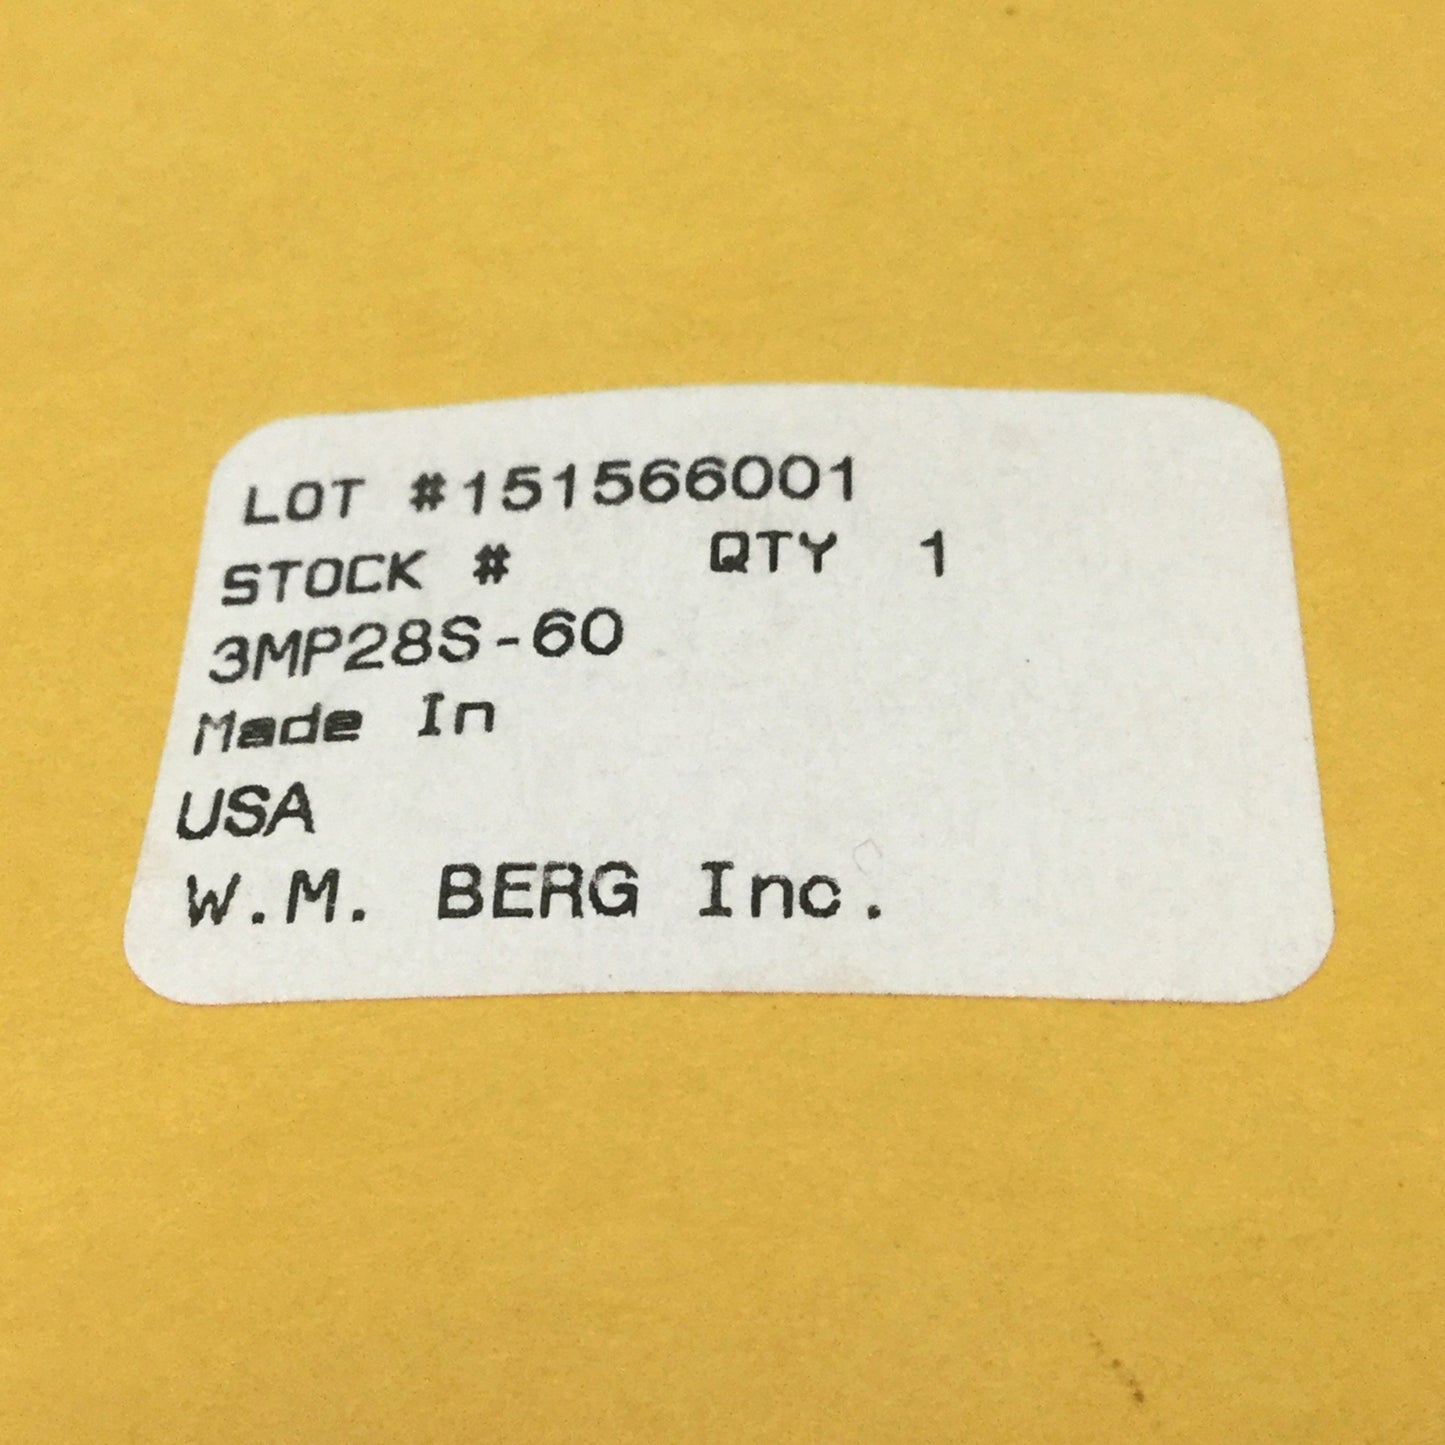 LOT #151566001
STOCK # QTY 1
3MP28S-60
Made In
USA
W.M. BERG Inc.